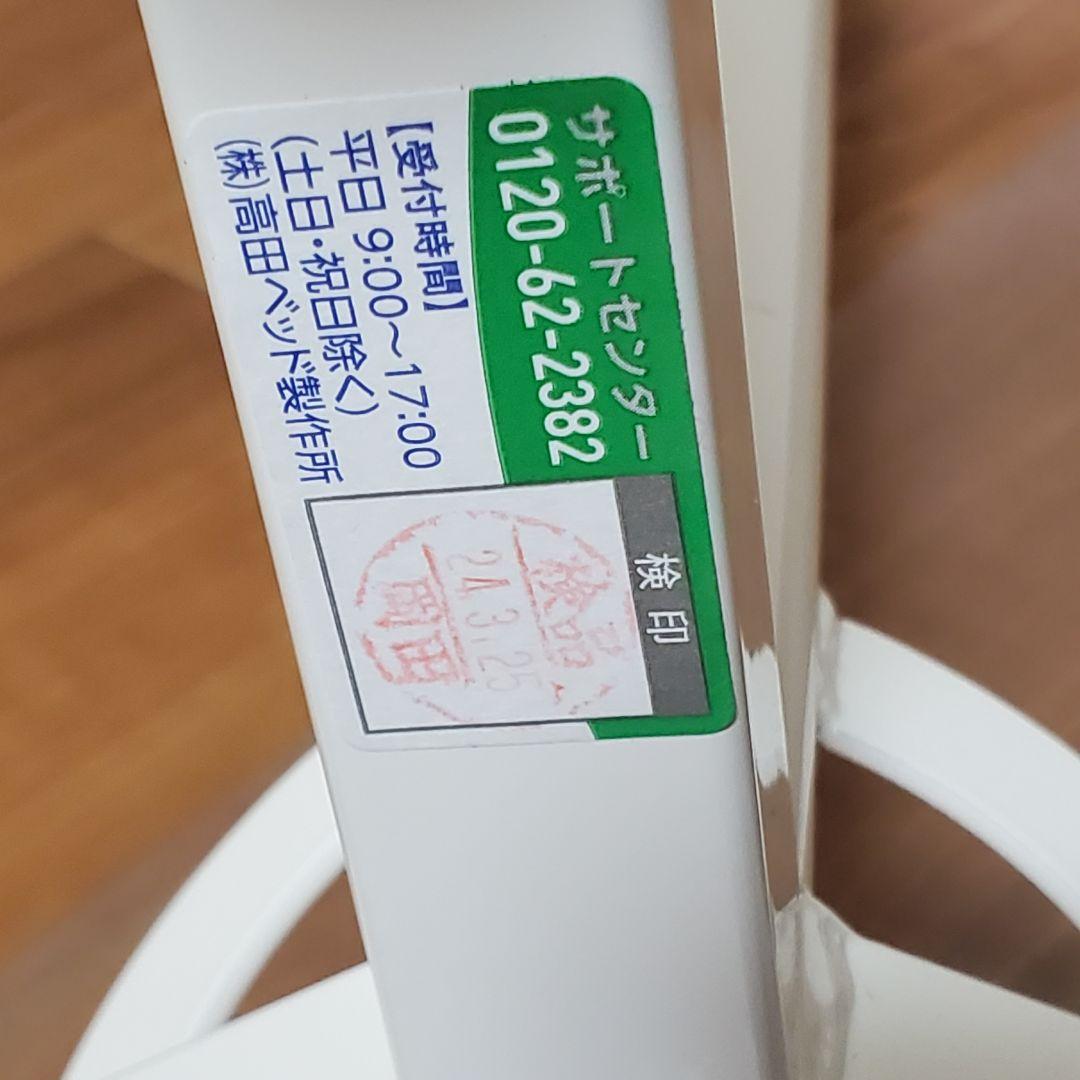 サポートセンター
0120-62-2382
【受付時間】
平日 9:00～17:00
(土日・祝日除く)
(株)高田ベッド製作所
検印
検品
24.3.25